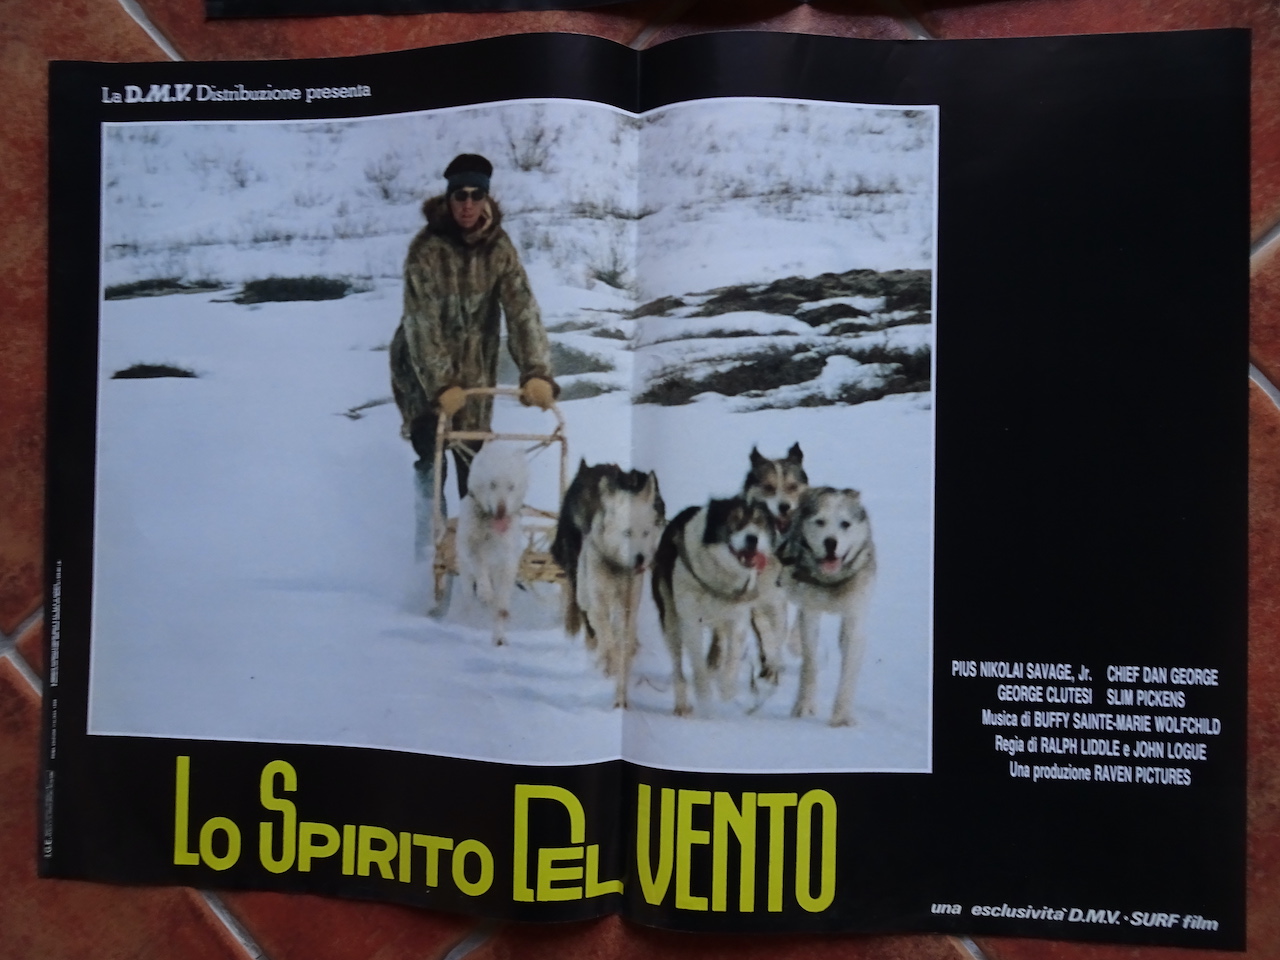 La D.M.V. Distribuzione presenta
PIUS NIKOLAI SAVAGE, Jr. CHIEF DAN GEORGE
GEORGE CLUTESI SLIM PICKENS
Musica di BUFFY SAINTE-MARIE WOLFCHILD
Regia di RALPH LIDDLE e JOHN LOGUE
Una produzione RAVEN PICTURES
LO SPIRITO DEL VENTO
una esclusività D.M.V. · SURF film